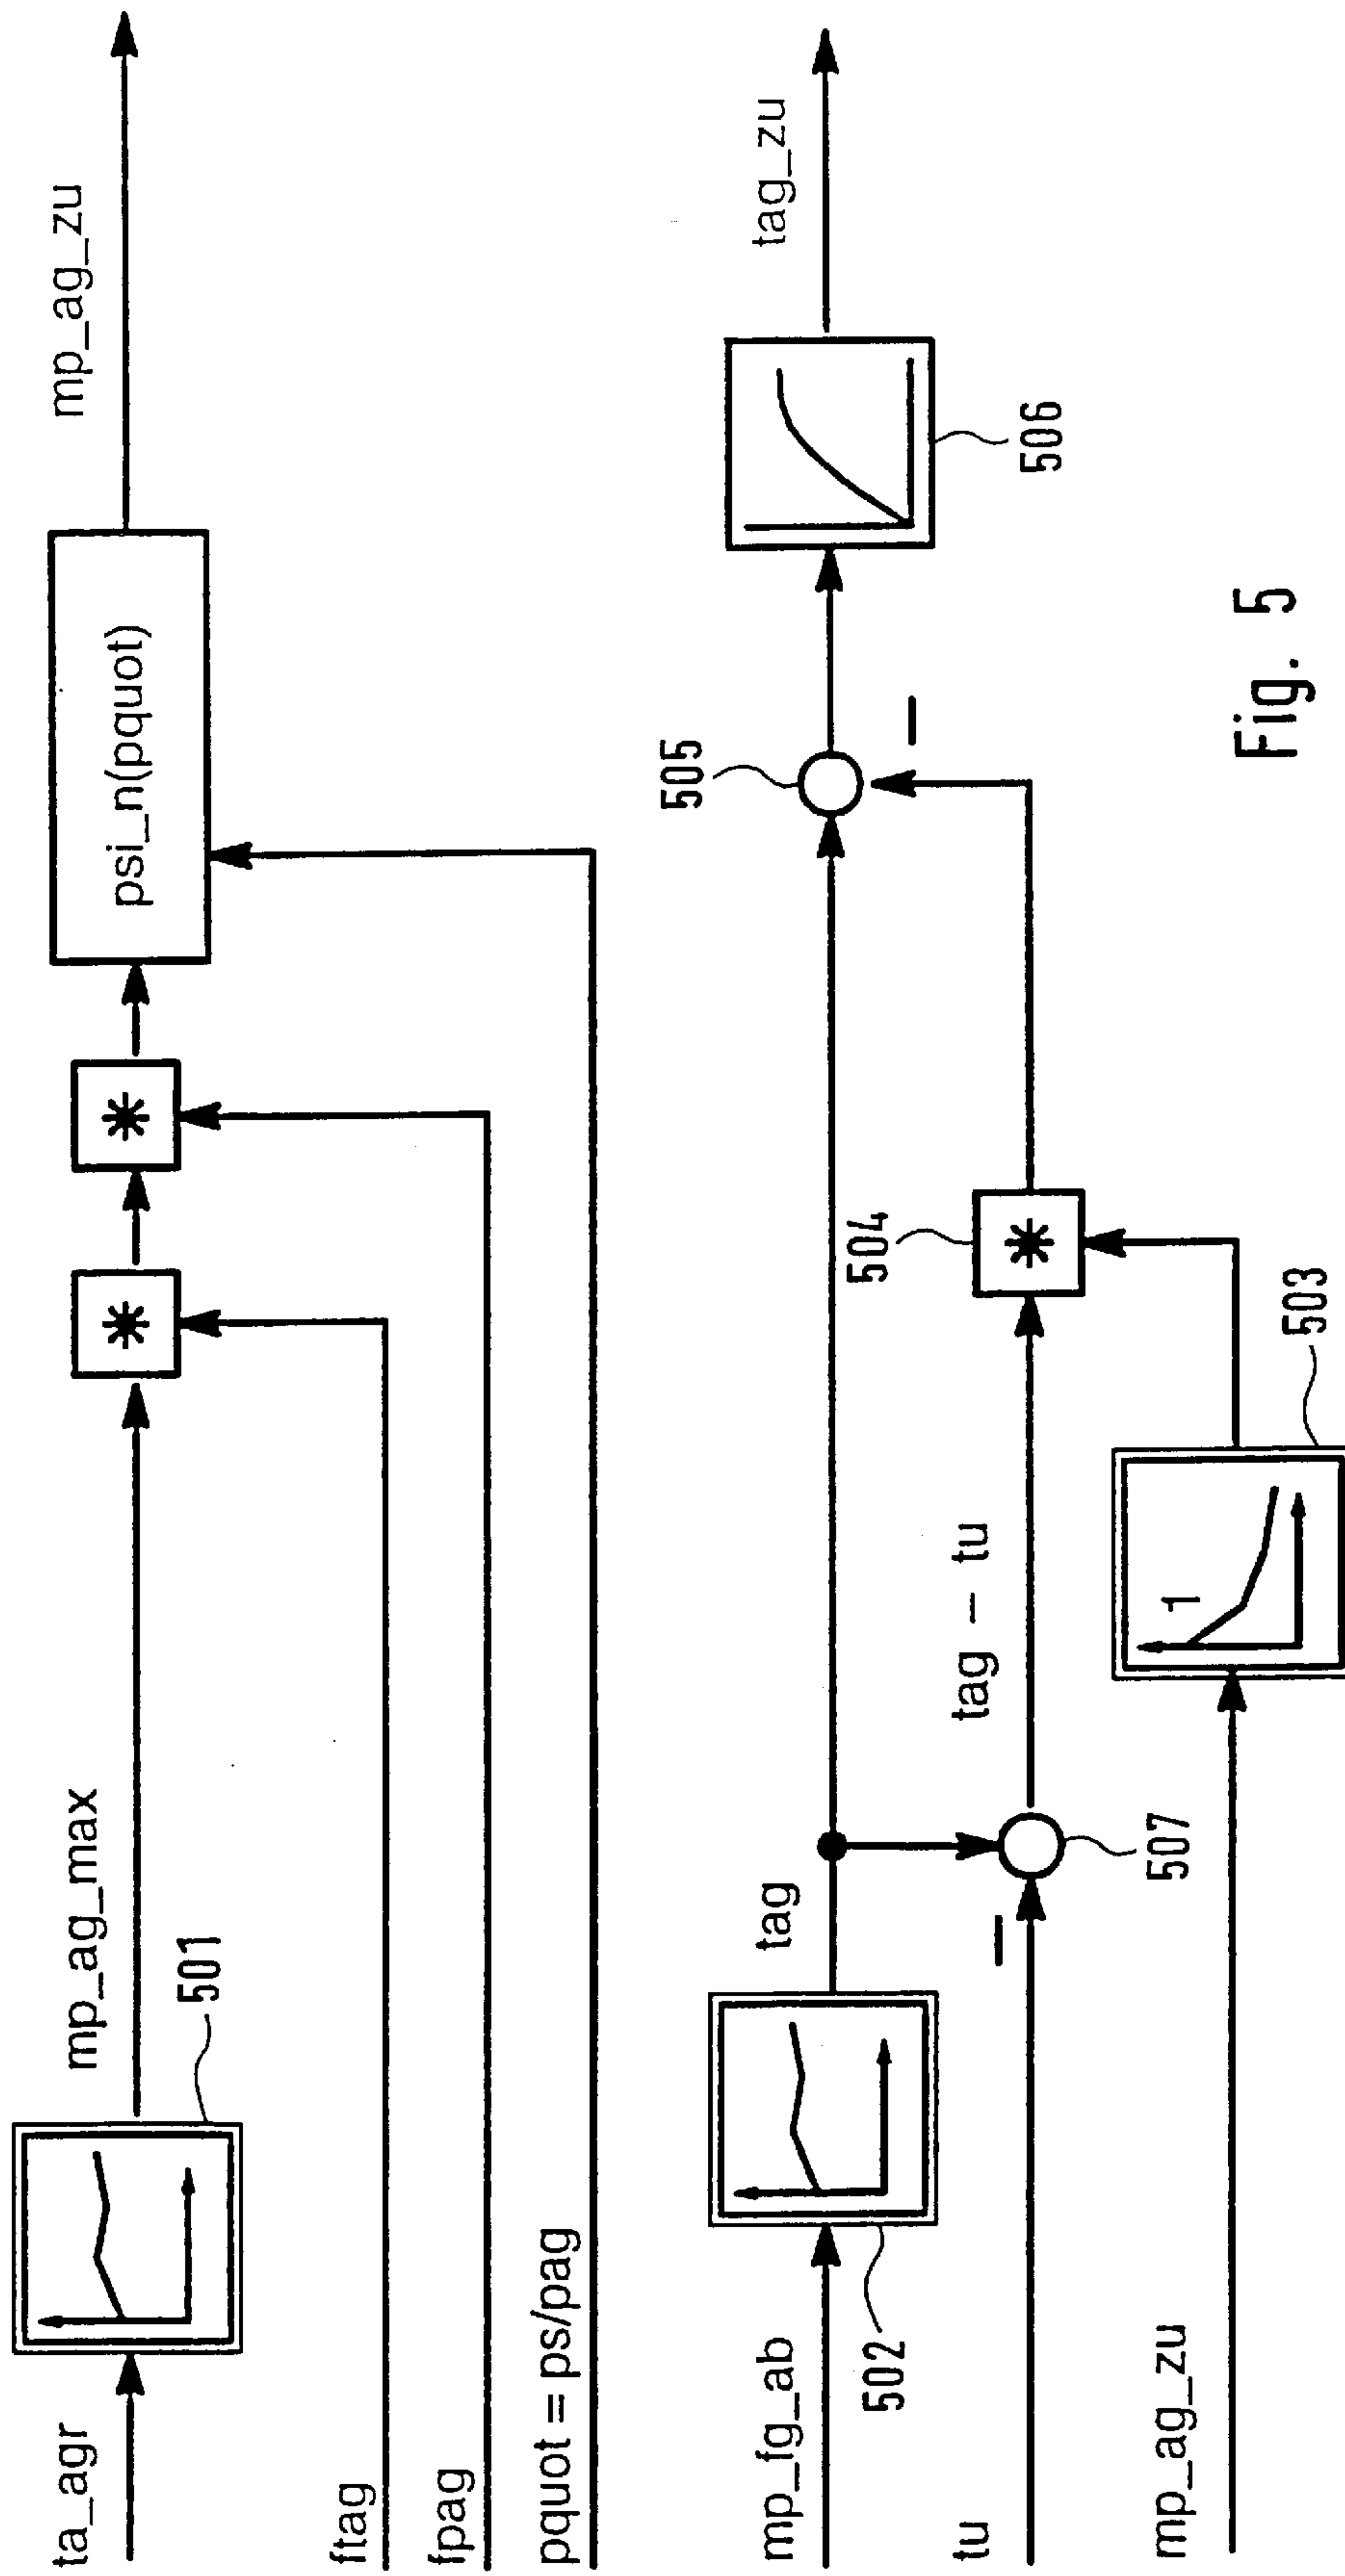 ta_agr
501
mp_ag_max
*
*
psi_n(pquot)
mp_ag_zu
ftag
fpag
pquot = ps/pag
mp_fg_ab
502
tag
505
506
tag_zu
tu
−
507
tag − tu
504
*
−
mp_ag_zu
1
503
Fig. 5